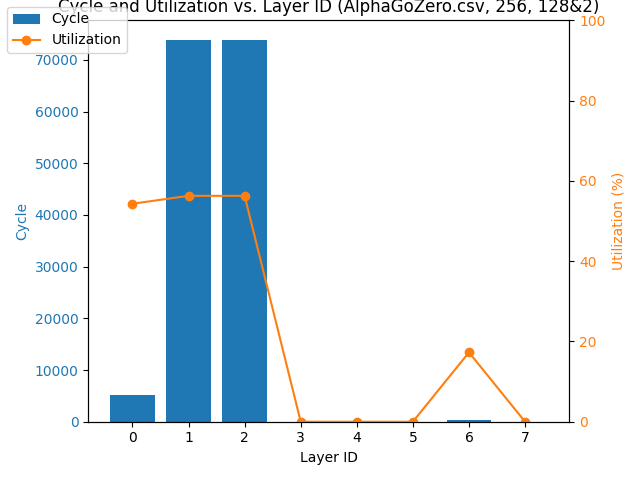 Cycle and Utilization vs. Layer ID (AlphaGoZero.csv, 256, 128&2)
Cycle
Utilization
70000
60000
50000
40000
30000
20000
10000
0
Cycle
100
80
60
40
20
0
Utilization (%)
0 1 2 3 4 5 6 7
Layer ID